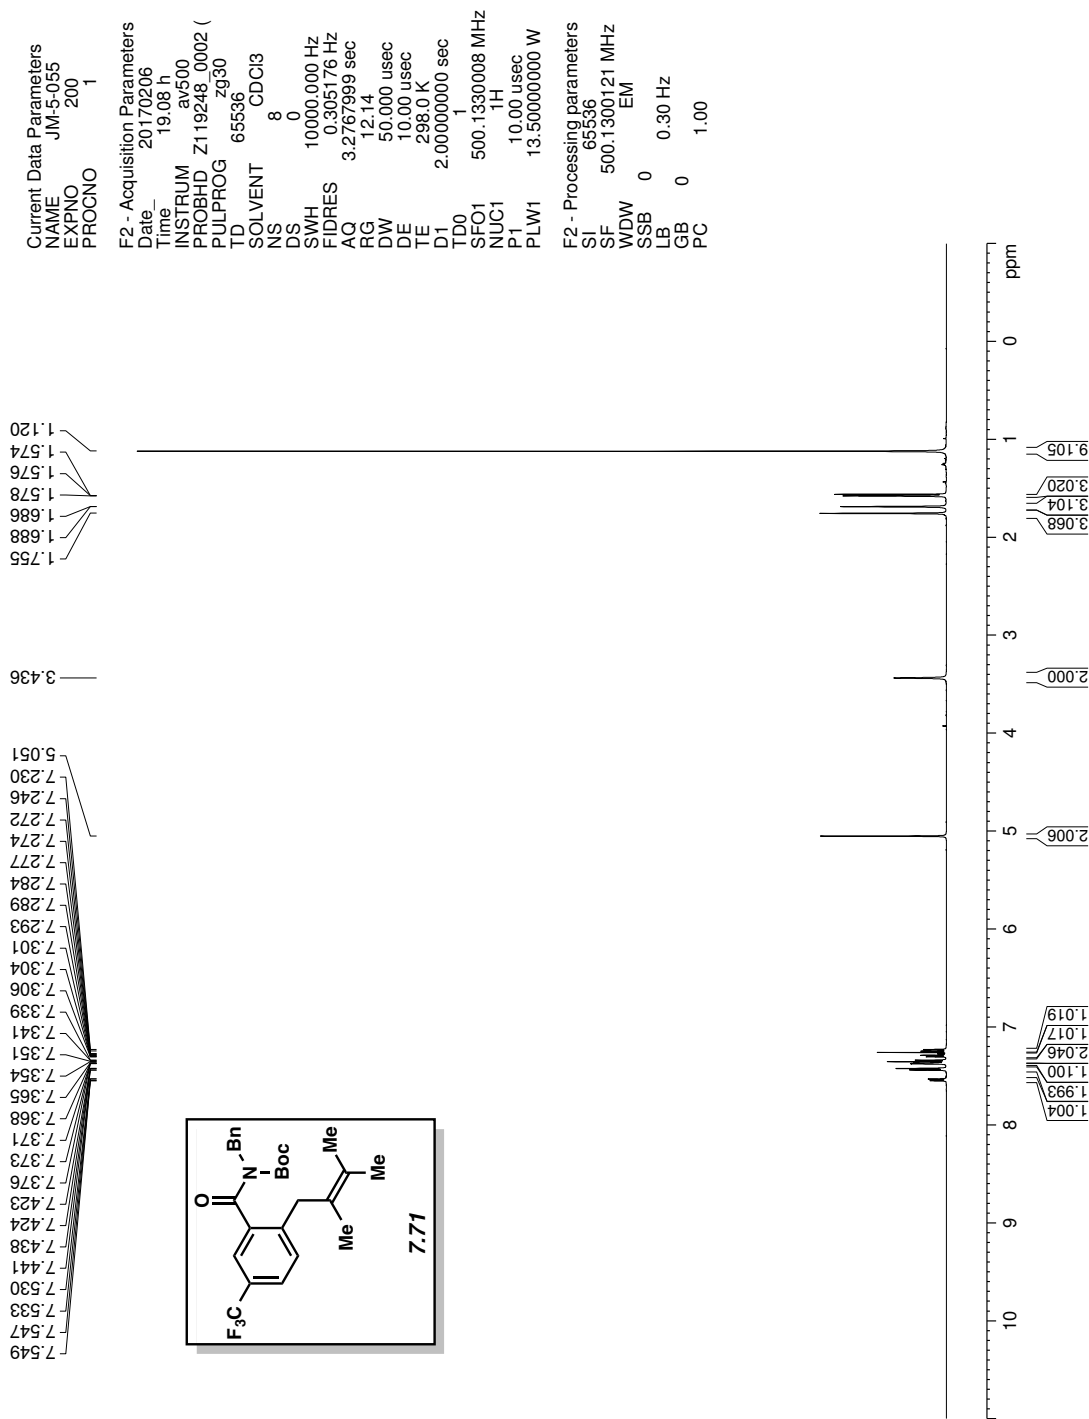 Current Data Parameters
NAME JM-5-055
EXPNO 200
PROCNO 1
F2 - Acquisition Parameters
Date_ 20170206
Time 19.08 h
INSTRUM av500
PROBHD Z119248_0002 (
PULPROG zg30
TD 65536
SOLVENT CDCl3
NS 8
DS 0
SWH 10000.000 Hz
FIDRES 0.305176 Hz
AQ 3.2767999 sec
RG 12.14
DW 50.000 usec
DE 10.00 usec
TE 298.0 K
D1 2.00000000 sec
TD0 1
SFO1 500.1330008 MHz
NUC1 1H
P1 10.00 usec
PLW1 13.50000000 W
F2 - Processing parameters
SI 65536
SF 500.1300121 MHz
WDW EM
SSB 0
LB 0.30 Hz
GB 0
PC 1.00
7.549
7.547
7.533
7.530
7.441
7.438
7.424
7.423
7.376
7.373
7.371
7.368
7.365
7.354
7.351
7.341
7.339
7.306
7.304
7.301
7.293
7.289
7.284
7.277
7.274
7.272
7.246
7.230
5.051
3.436
1.755
1.688
1.686
1.578
1.576
1.574
1.120
O
F3C
N
Bn
Boc
Me
Me
Me
7.71
10 9 8 7 6 5 4 3 2 1 0 ppm
1.004
1.993
1.100
2.046
1.017
1.019
2.006
2.000
3.068
3.104
3.020
9.105